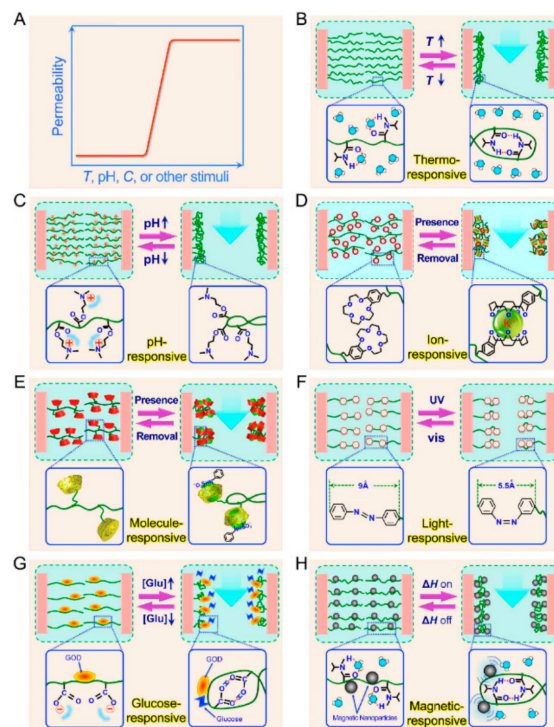 A
Permeability
T, pH, C, or other stimuli
B
T ↑
T ↓
Thermo-
responsive
C
pH ↑
pH ↓
pH-
responsive
D
Presence
Removal
Ion-
responsive
E
Presence
Removal
Molecule-
responsive
F
UV
vis
9Å
5.5Å
Light-
responsive
G
[Glu] ↑
[Glu] ↓
GOD
GOD
Glucose
Glucose-
responsive
H
ΔH on
ΔH off
Magnetic Nanoparticles
Magnetic-
responsive